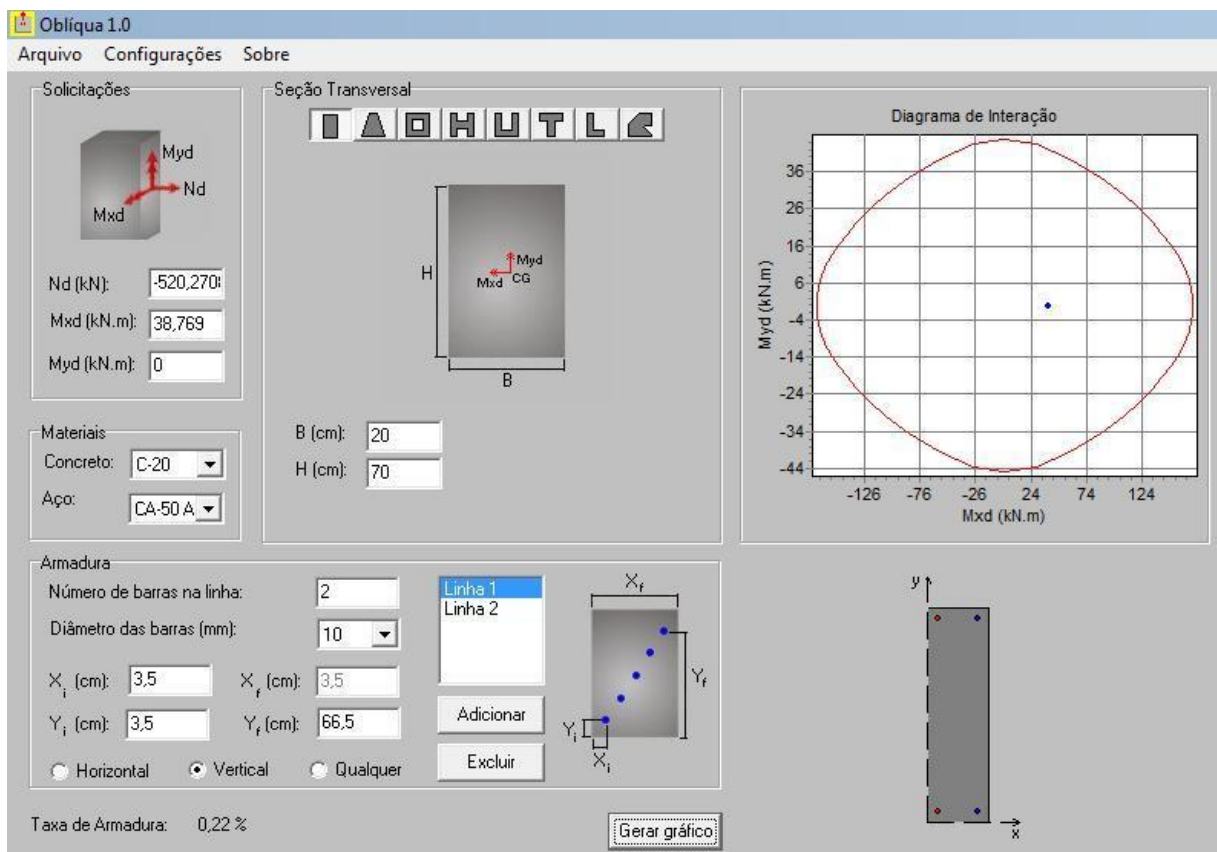 Oblíqua 1.0
Arquivo Configurações Sobre
Solicitações
Myd
Nd
Mxd
Nd (kN): -520,270
Mxd (kN.m): 38,769
Myd (kN.m): 0
Materiais
Concreto: C-20
Aço: CA-50 A
Seção Transversal
H
Myd
Mxd CG
B
B (cm): 20
H (cm): 70
Diagrama de Interação
Myd (kN.m)
36
26
16
6
-4
-14
-24
-34
-44
-126 -76 -26 24 74 124
Mxd (kN.m)
Armadura
Número de barras na linha: 2
Diâmetro das barras (mm): 10
Xi (cm): 3,5 Xf (cm): 3,5
Yi (cm): 3,5 Yf (cm): 66,5
Horizontal Vertical Qualquer
Linha 1
Linha 2
Adicionar
Excluir
Xf
Yf
Yi
Xi
y
x
Taxa de Armadura: 0,22 %
Gerar gráfico